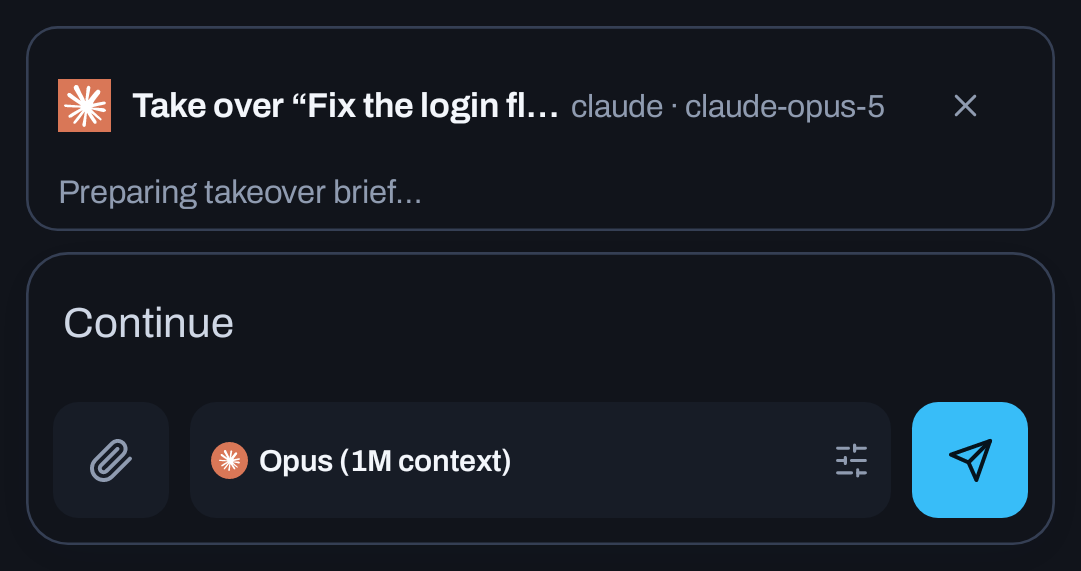 Take over “Fix the login fl… claude · claude-opus-5
Preparing takeover brief…
Continue
Opus (1M context)